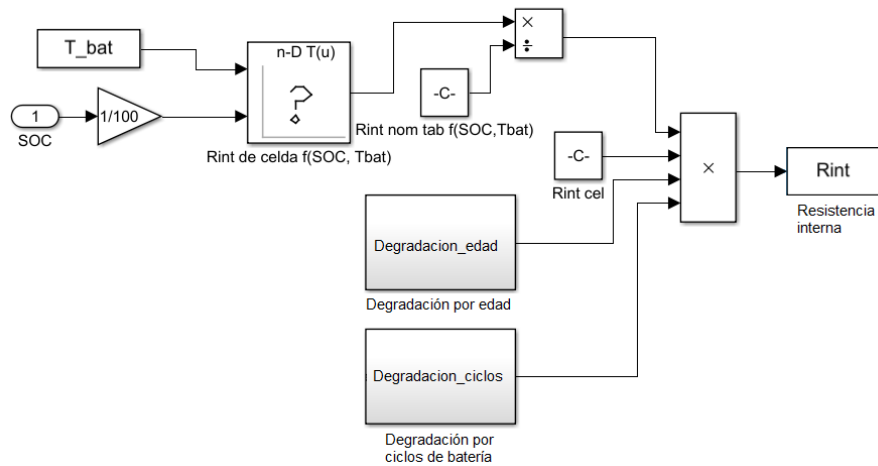 T_bat
n-D T(u)
×
÷
1
1/100
SOC
-C-
Rint nom tab f(SOC,Tbat)
Rint de celda f(SOC, Tbat)
-C-
Rint cel
×
Rint
Resistencia
interna
Degradacion_edad
Degradación por edad
Degradacion_ciclos
Degradación por
ciclos de batería